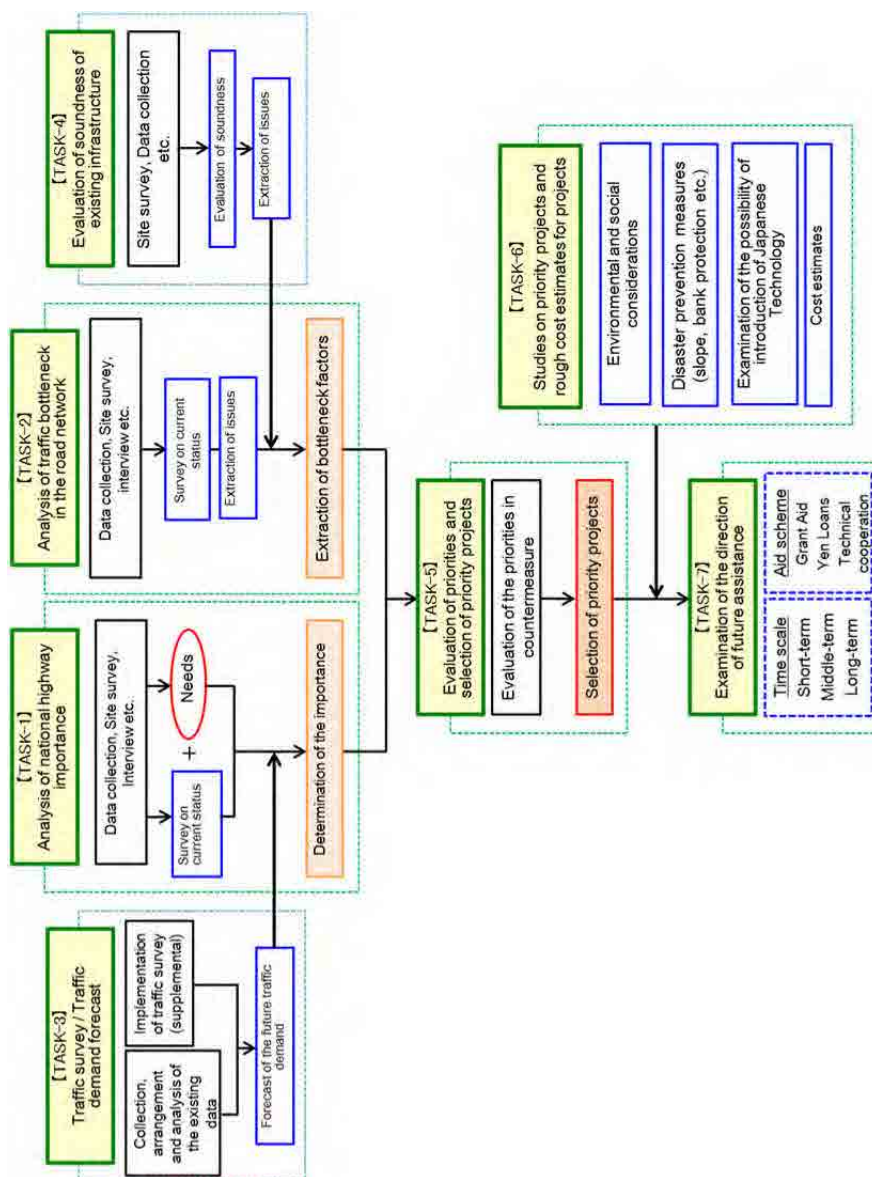 【TASK-3】
Traffic survey / Traffic
demand forecast
Collection,
arrangement
and analysis of
the existing
data
Implementation
of traffic survey
(supplemental)
Forecast of the future traffic
demand
【TASK-1】
Analysis of national highway
importance
Data collection, Site survey,
Interview etc.
Survey on
current status
+
Needs
Determination of the importance
【TASK-2】
Analysis of traffic bottleneck
in the road network
Data collection, Site survey,
interview etc.
Survey on current
status
Extraction of issues
Extraction of bottleneck factors
【TASK-4】
Evaluation of soundness of
existing infrastructure
Site survey, Data collection
etc.
Evaluation of soundness
Extraction of issues
【TASK-5】
Evaluation of priorities and
selection of priority projects
Evaluation of the priorities in
countermeasure
Selection of priority projects
【TASK-6】
Studies on priority projects and
rough cost estimates for projects
Environmental and social
considerations
Disaster prevention measures
(slope, bank protection etc.)
Examination of the possibility of
introduction of Japanese
Technology
Cost estimates
【TASK-7】
Examination of the direction
of future assistance
Time scale
Short-term
Middle-term
Long-term
Aid scheme
Grant Aid
Yen Loans
Technical
cooperation